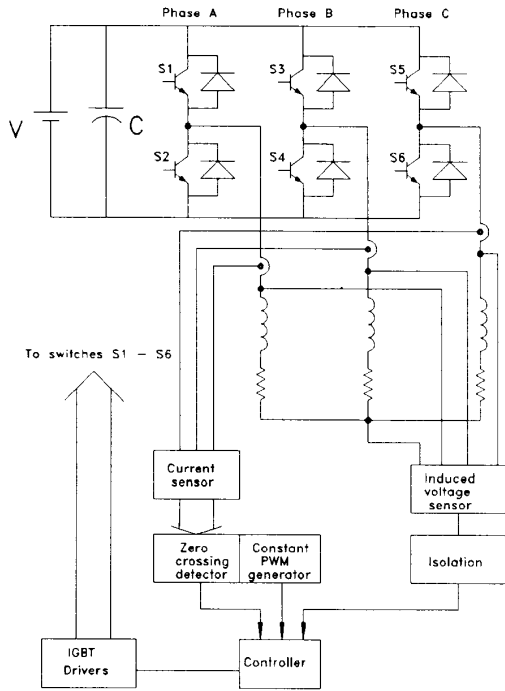 Phase A
Phase B
Phase C
S1
S3
S5
V
C
S2
S4
S6
To switches S1 - S6
Current
sensor
Induced
voltage
sensor
Zero
crossing
detector
Constant
PWM
generator
Isolation
IGBT
Drivers
Controller